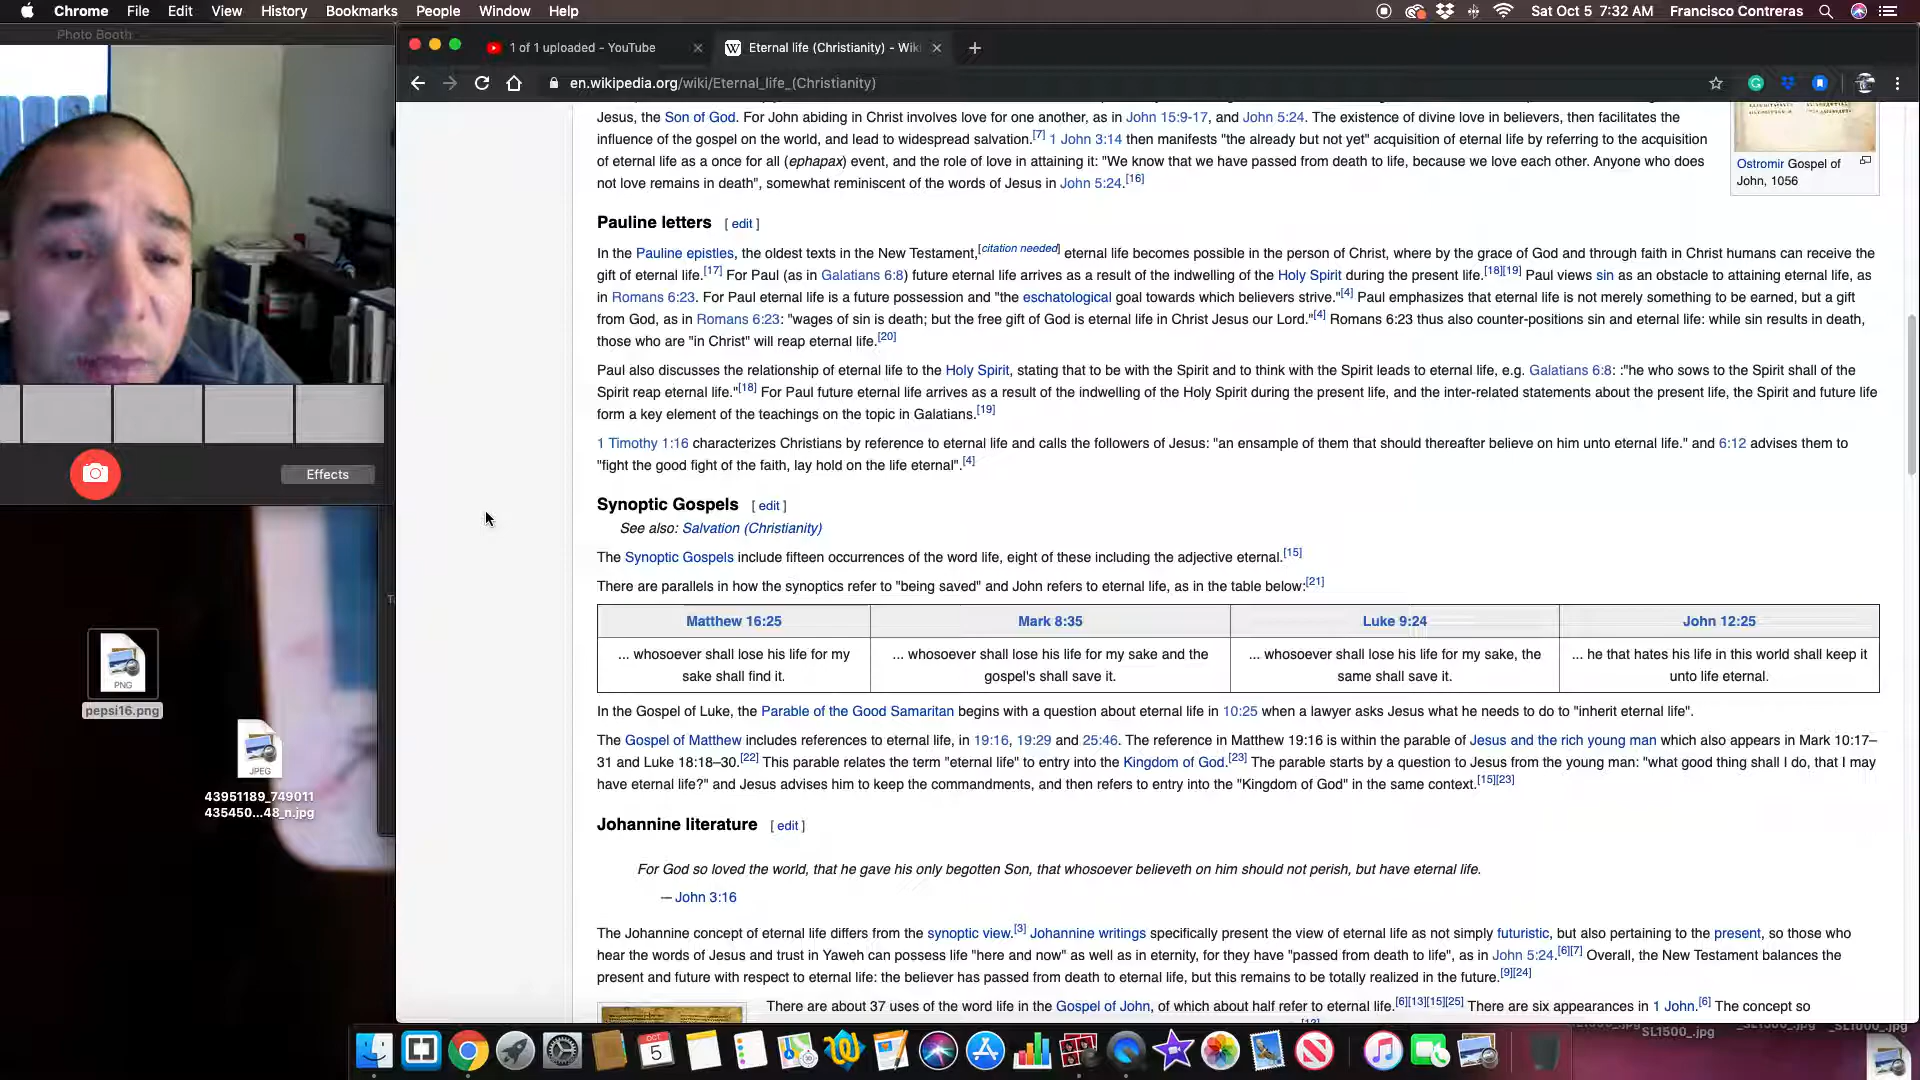 Chrome File Edit View History Bookmarks People Window Help
Sat Oct 5 7:32 AM Francisco Contreras
Photo Booth
1 of 1 uploaded - YouTube
Eternal life (Christianity) - Wiki
en.wikipedia.org/wiki/Eternal_life_(Christianity)
Jesus, the Son of God. For John abiding in Christ involves love for one another, as in John 15:9-17, and John 5:24. The existence of divine love in believers, then facilitates the
influence of the gospel on the world, and lead to widespread salvation.[7] 1 John 3:14 then manifests "the already but not yet" acquisition of eternal life by referring to the acquisition
of eternal life as a once for all (ephapax) event, and the role of love in attaining it: "We know that we have passed from death to life, because we love each other. Anyone who does
not love remains in death", somewhat reminiscent of the words of Jesus in John 5:24.[16]
Ostromir Gospel of
John, 1056
Pauline letters [ edit ]
In the Pauline epistles, the oldest texts in the New Testament,[citation needed] eternal life becomes possible in the person of Christ, where by the grace of God and through faith in Christ humans can receive the
gift of eternal life.[17] For Paul (as in Galatians 6:8) future eternal life arrives as a result of the indwelling of the Holy Spirit during the present life.[18][19] Paul views sin as an obstacle to attaining eternal life, as
in Romans 6:23. For Paul eternal life is a future possession and "the eschatological goal towards which believers strive."[4] Paul emphasizes that eternal life is not merely something to be earned, but a gift
from God, as in Romans 6:23: "wages of sin is death; but the free gift of God is eternal life in Christ Jesus our Lord."[4] Romans 6:23 thus also counter-positions sin and eternal life: while sin results in death,
those who are "in Christ" will reap eternal life.[20]
Paul also discusses the relationship of eternal life to the Holy Spirit, stating that to be with the Spirit and to think with the Spirit leads to eternal life, e.g. Galatians 6:8: :"he who sows to the Spirit shall of the
Spirit reap eternal life."[18] For Paul future eternal life arrives as a result of the indwelling of the Holy Spirit during the present life, and the inter-related statements about the present life, the Spirit and future life
form a key element of the teachings on the topic in Galatians.[19]
1 Timothy 1:16 characterizes Christians by reference to eternal life and calls the followers of Jesus: "an ensample of them that should thereafter believe on him unto eternal life." and 6:12 advises them to
"fight the good fight of the faith, lay hold on the life eternal".[4]
Effects
Synoptic Gospels [ edit ]
See also: Salvation (Christianity)
The Synoptic Gospels include fifteen occurrences of the word life, eight of these including the adjective eternal.[15]
There are parallels in how the synoptics refer to "being saved" and John refers to eternal life, as in the table below:[21]
Matthew 16:25 Mark 8:35 Luke 9:24 John 12:25
... whosoever shall lose his life for my
sake shall find it.
... whosoever shall lose his life for my sake and the
gospel's shall save it.
... whosoever shall lose his life for my sake, the
same shall save it.
... he that hates his life in this world shall keep it
unto life eternal.
In the Gospel of Luke, the Parable of the Good Samaritan begins with a question about eternal life in 10:25 when a lawyer asks Jesus what he needs to do to "inherit eternal life".
The Gospel of Matthew includes references to eternal life, in 19:16, 19:29 and 25:46. The reference in Matthew 19:16 is within the parable of Jesus and the rich young man which also appears in Mark 10:17–
31 and Luke 18:18–30.[22] This parable relates the term "eternal life" to entry into the Kingdom of God.[23] The parable starts by a question to Jesus from the young man: "what good thing shall I do, that I may
have eternal life?" and Jesus advises him to keep the commandments, and then refers to entry into the "Kingdom of God" in the same context.[15][23]
Johannine literature [ edit ]
For God so loved the world, that he gave his only begotten Son, that whosoever believeth on him should not perish, but have eternal life.
— John 3:16
The Johannine concept of eternal life differs from the synoptic view.[3] Johannine writings specifically present the view of eternal life as not simply futuristic, but also pertaining to the present, so those who
hear the words of Jesus and trust in Yaweh can possess life "here and now" as well as in eternity, for they have "passed from death to life", as in John 5:24.[6][7] Overall, the New Testament balances the
present and future with respect to eternal life: the believer has passed from death to eternal life, but this remains to be totally realized in the future.[9][24]
There are about 37 uses of the word life in the Gospel of John, of which about half refer to eternal life.[6][13][15][25] There are six appearances in 1 John.[6] The concept so
PNG
pepsi16.png
JPEG
43951189_749011
435450...48_n.jpg
OCT
5
SL1500_.jpg